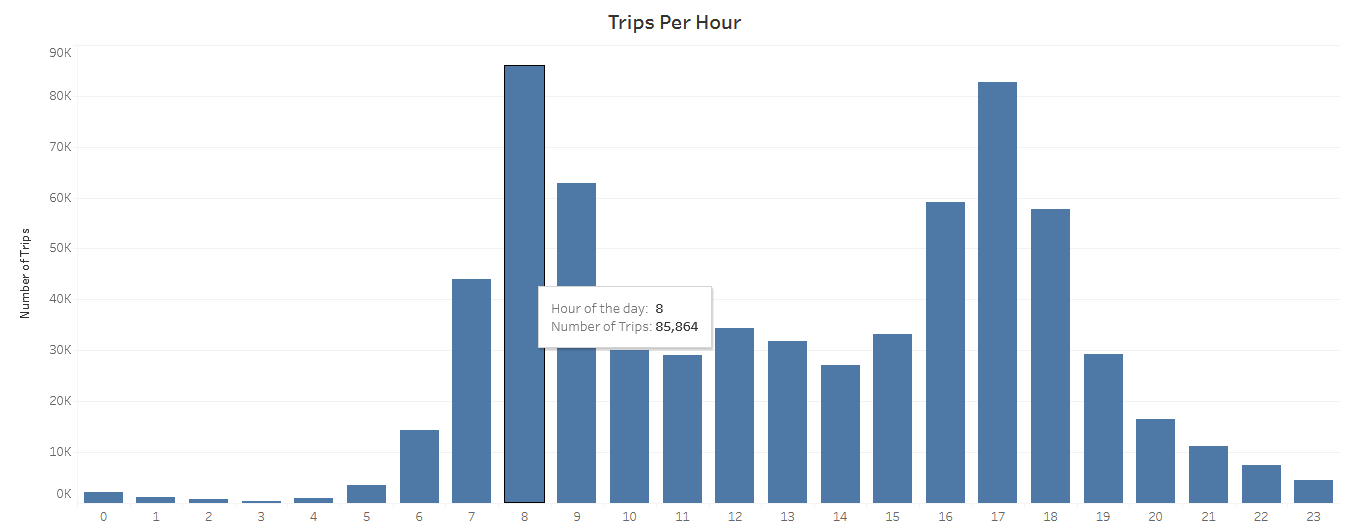 Trips Per Hour
90K
80K
70K
60K
50K
40K
30K
20K
10K
0K
Number of Trips
Hour of the day: 8
Number of Trips: 85,864
0 1 2 3 4 5 6 7 8 9 10 11 12 13 14 15 16 17 18 19 20 21 22 23